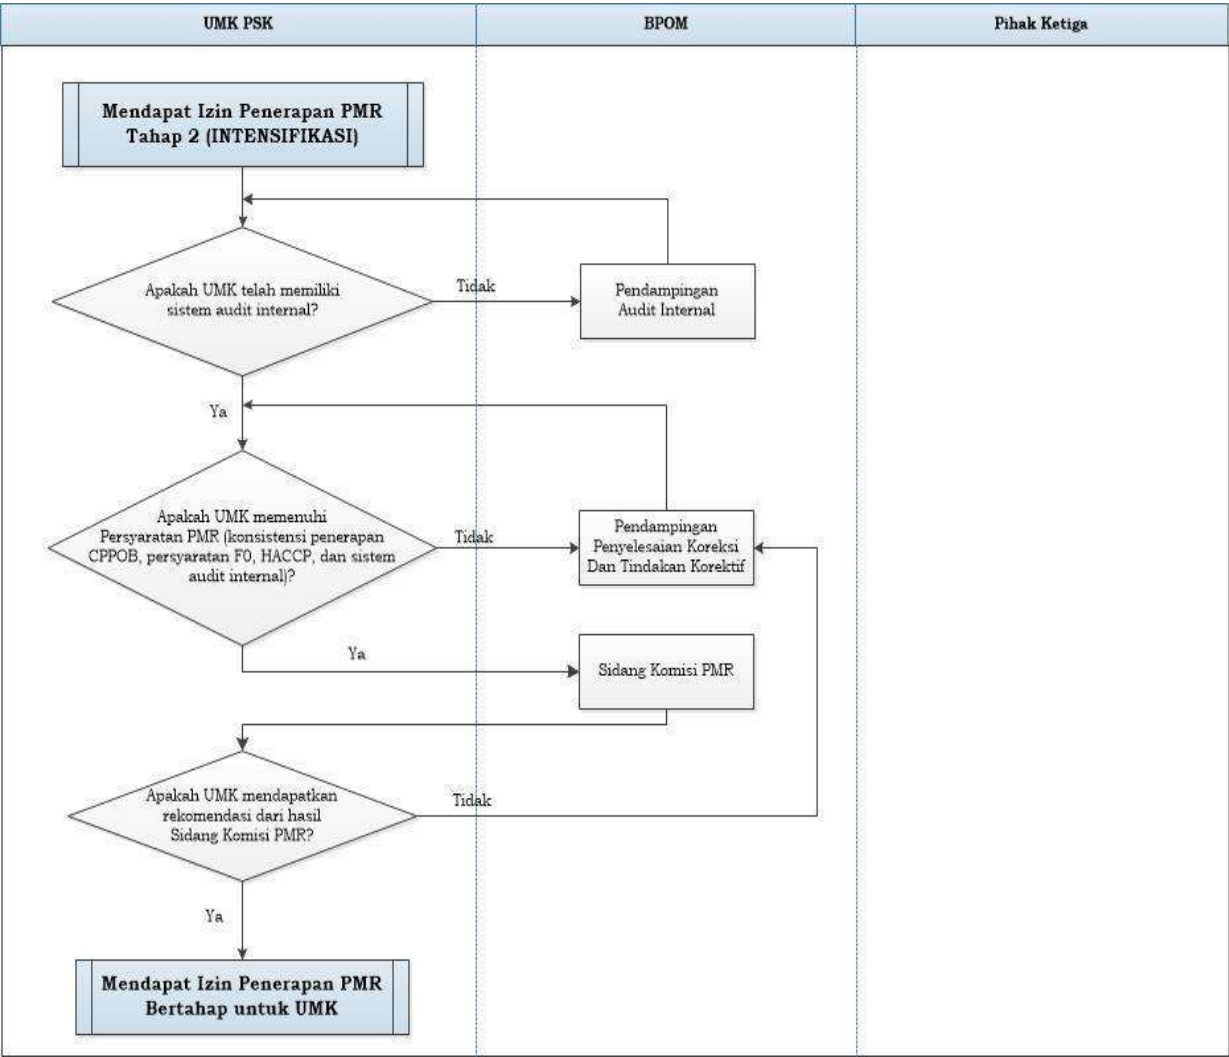 UMK PSK
BPOM
Pihak Ketiga
Mendapat Izin Penerapan PMR
Tahap 2 (INTENSIFIKASI)
Apakah UMK telah memiliki
sistem audit internal?
Tidak
Pendampingan
Audit Internal
Ya
Apakah UMK memenuhi
Persyaratan PMR (konsistensi penerapan
CPPOB, persyaratan F0, HACCP, dan sistem
audit internal)?
Tidak
Pendampingan
Penyelesaian Koreksi
Dan Tindakan Korektif
Ya
Sidang Komisi PMR
Apakah UMK mendapatkan
rekomendasi dari hasil
Sidang Komisi PMR?
Tidak
Ya
Mendapat Izin Penerapan PMR
Bertahap untuk UMK